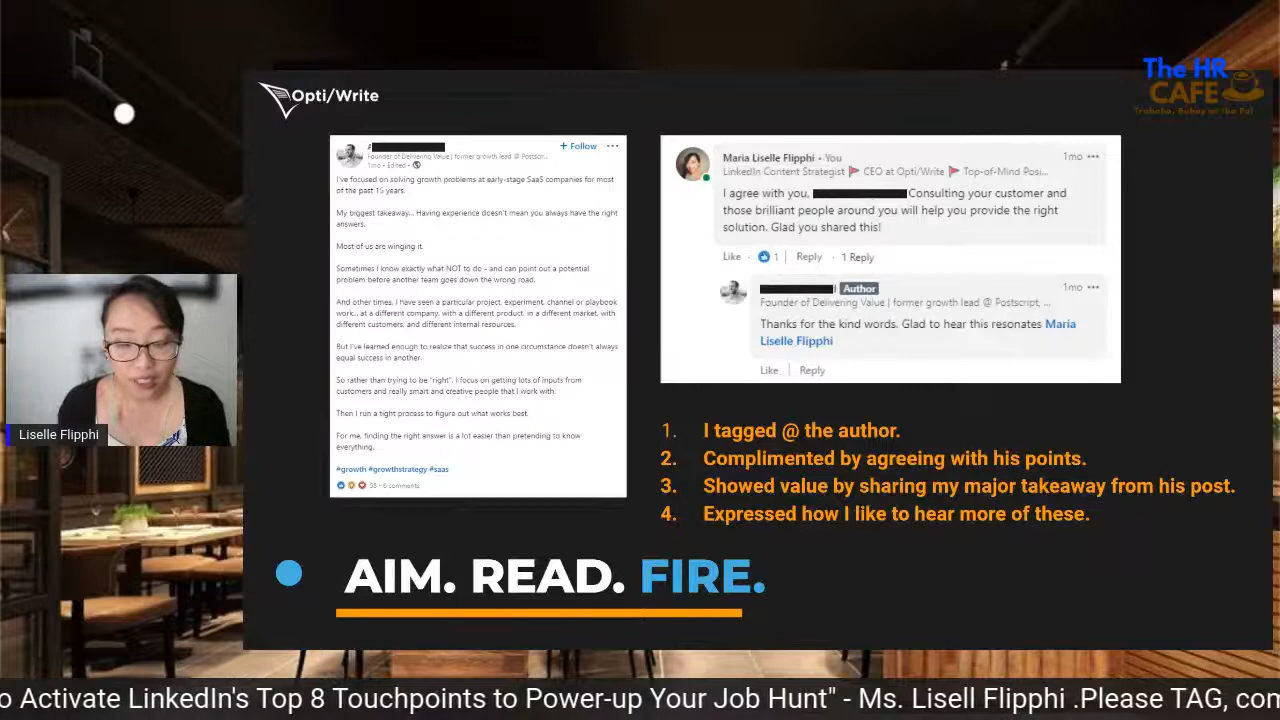 The HR
CAFE
Trabaho, Buhay at iba Pa!
Opti/Write
+ Follow ...
Founder of Delivering Value | former growth lead @ Postscr...
1mo • Edited •
I've focused on solving growth problems at early-stage SaaS companies for most
of the past 15 years.
My biggest takeaway... Having experience doesn't mean you always have the right
answers.
Most of us are winging it.
Sometimes I know exactly what NOT to do - and can point out a potential
problem before another team goes down the wrong road.
And other times, I have seen a particular project, experiment, channel or playbook
work... at a different company, with a different product, in a different market, with
different customers, and different internal resources.
But I've learned enough to realize that success in one circumstance doesn't always
equal success in another.
So rather than trying to be "right", I focus on getting lots of inputs from
customers and really smart and creative people that I work with.
Then I run a tight process to figure out what works best.
For me, finding the right answer is a lot easier than pretending to know
everything.
#growth #growthstrategy #saas
58 • 6 comments
Maria Liselle Flipphi • You 1mo ...
LinkedIn Content Strategist CEO at Opti/Write Top-of-Mind Posi...
I agree with you, Consulting your customer and
those brilliant people around you will help you provide the right
solution. Glad you shared this!
Like · 1 | Reply · 1 Reply
Author 1mo ...
Founder of Delivering Value | former growth lead @ Postscript, ...
Thanks for the kind words. Glad to hear this resonates Maria
Liselle Flipphi
Like | Reply
1. I tagged @ the author.
2. Complimented by agreeing with his points.
3. Showed value by sharing my major takeaway from his post.
4. Expressed how I like to hear more of these.
AIM. READ. FIRE.
Liselle Flipphi
o Activate LinkedIn's Top 8 Touchpoints to Power-up Your Job Hunt" - Ms. Lisell Flipphi .Please TAG, con